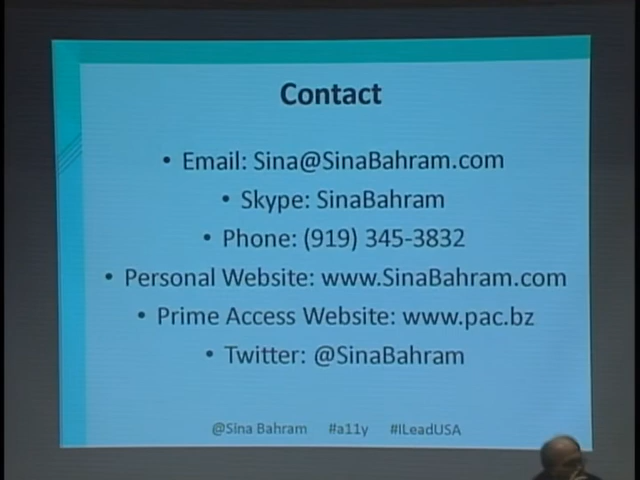 Contact
• Email: Sina@SinaBahram.com
• Skype: SinaBahram
• Phone: (919) 345-3832
• Personal Website: www.SinaBahram.com
• Prime Access Website: www.pac.bz
• Twitter: @SinaBahram
@Sina Bahram #a11y #ILeadUSA